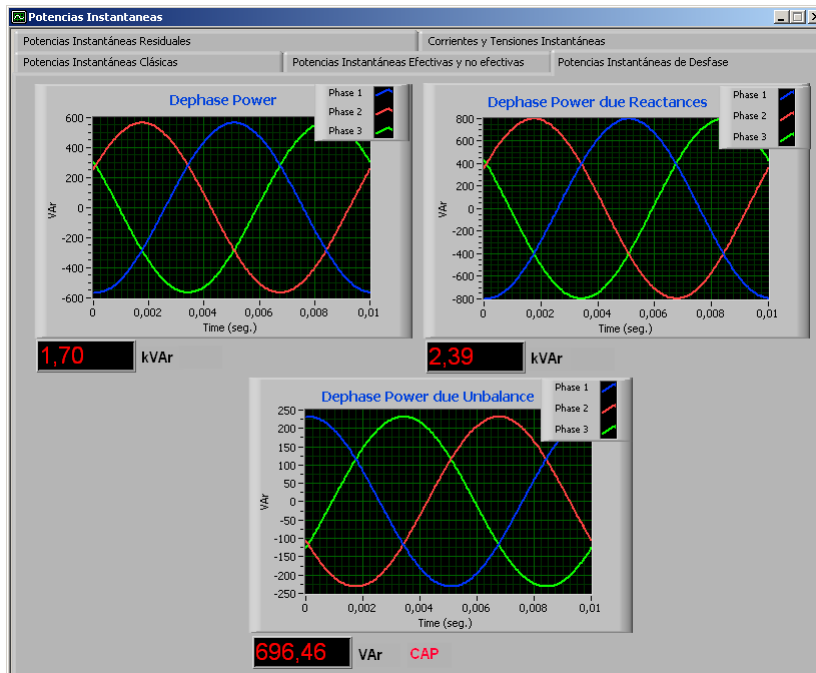 Potencias Instantaneas
Potencias Instantáneas Residuales
Corrientes y Tensiones Instantáneas
Potencias Instantáneas Clásicas
Potencias Instantáneas Efectivas y no efectivas
Potencias Instantáneas de Desfase
Dephase Power
Phase 1
Phase 2
Phase 3
VAr
600
400
200
0
-200
-400
-600
0
0,002
0,004
0,006
0,008
0,01
Time (seg.)
1,70
kVAr
Dephase Power due Reactances
Phase 1
Phase 2
Phase 3
VAr
800
600
400
200
0
-200
-400
-600
-800
0
0,002
0,004
0,006
0,008
0,01
Time (seg.)
2,39
kVAr
Dephase Power due Unbalance
Phase 1
Phase 2
Phase 3
VAr
250
200
150
100
50
0
-50
-100
-150
-200
-250
0
0,002
0,004
0,006
0,008
0,01
Time (seg.)
696,46
VAr
CAP